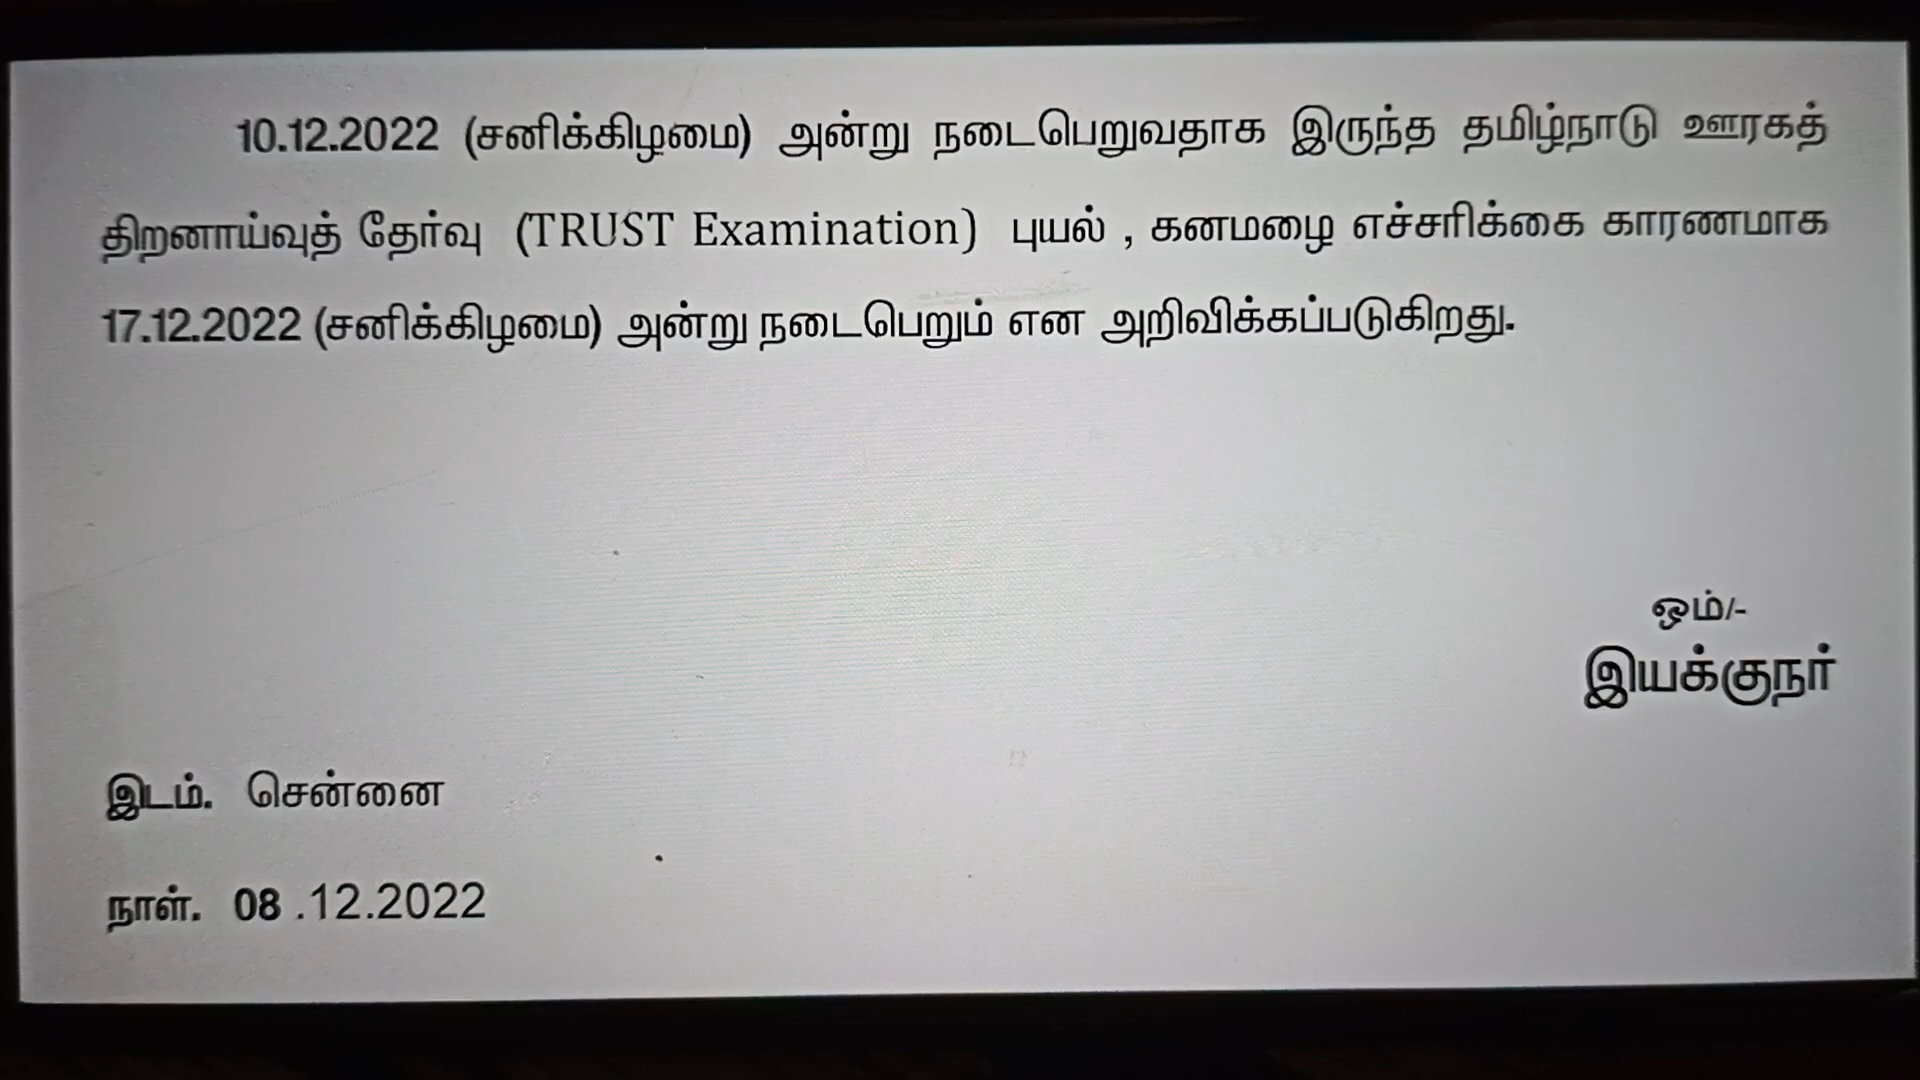 10.12.2022 (சனிக்கிழமை) அன்று நடைபெறுவதாக இருந்த தமிழ்நாடு ஊரகத்
திறனாய்வுத் தேர்வு (TRUST Examination) புயல் , கனமழை எச்சரிக்கை காரணமாக
17.12.2022 (சனிக்கிழமை) அன்று நடைபெறும் என அறிவிக்கப்படுகிறது.
ஒம்/-
இயக்குநர்
இடம். சென்னை
நாள். 08 .12.2022